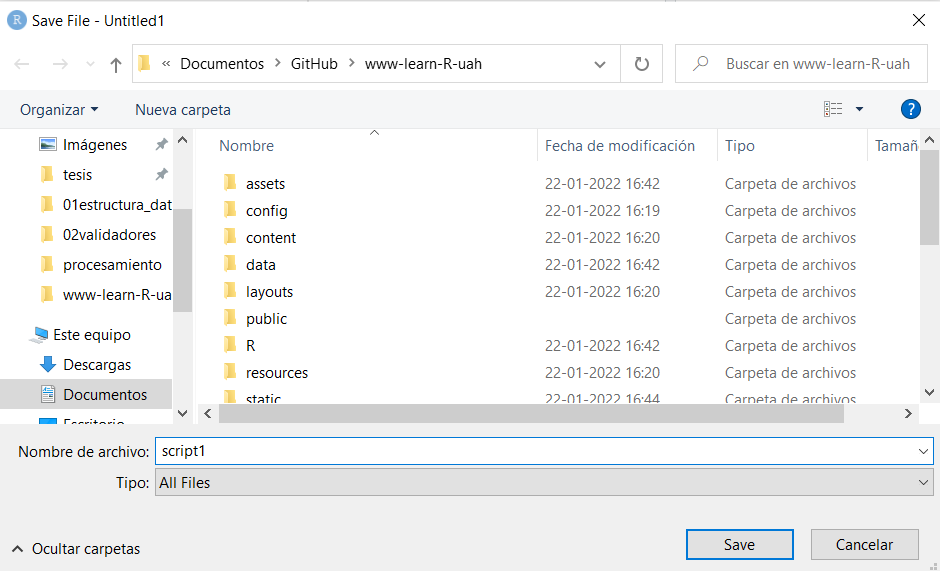 R Save File - Untitled1
« Documentos > GitHub > www-learn-R-uah
Buscar en www-learn-R-uah
Organizar Nueva carpeta ?
Imágenes
tesis
01estructura_dat
02validadores
procesamiento
www-learn-R-ua
Este equipo
Descargas
Documentos
Escritorio
Nombre Fecha de modificación Tipo Tamañ
assets 22-01-2022 16:42 Carpeta de archivos
config 22-01-2022 16:19 Carpeta de archivos
content 22-01-2022 16:20 Carpeta de archivos
data 22-01-2022 16:42 Carpeta de archivos
layouts 22-01-2022 16:20 Carpeta de archivos
public Carpeta de archivos
R 22-01-2022 16:42 Carpeta de archivos
resources 22-01-2022 16:20 Carpeta de archivos
static 22-01-2022 16:44 Carpeta de archivos
Nombre de archivo: script1
Tipo: All Files
Ocultar carpetas
Save Cancelar